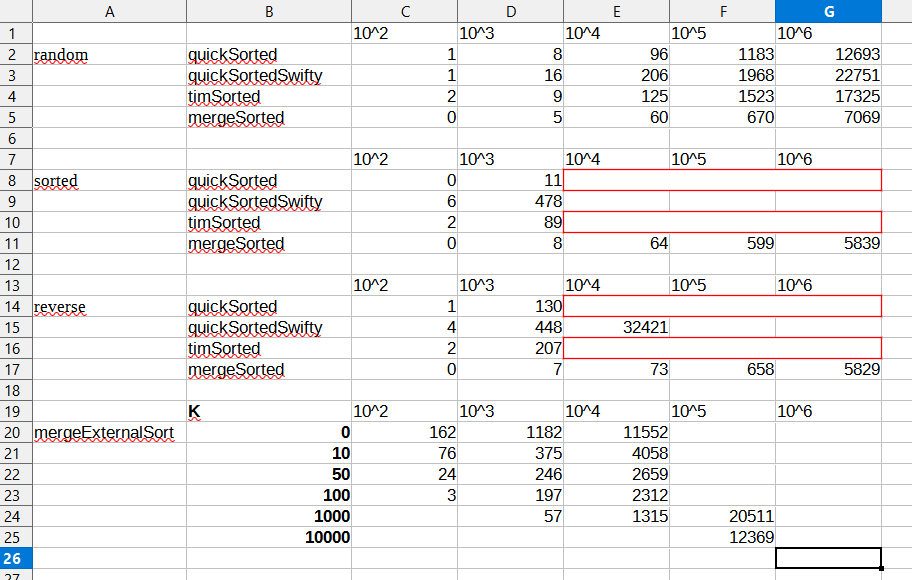 A B C D E F G
1 10^2 10^3 10^4 10^5 10^6
2 random quickSorted 1 8 96 1183 12693
3 quickSortedSwifty 1 16 206 1968 22751
4 timSorted 2 9 125 1523 17325
5 mergeSorted 0 5 60 670 7069
6
7 10^2 10^3 10^4 10^5 10^6
8 sorted quickSorted 0 11
9 quickSortedSwifty 6 478
10 timSorted 2 89
11 mergeSorted 0 8 64 599 5839
12
13 10^2 10^3 10^4 10^5 10^6
14 reverse quickSorted 1 130
15 quickSortedSwifty 4 448 32421
16 timSorted 2 207
17 mergeSorted 0 7 73 658 5829
18
19 K 10^2 10^3 10^4 10^5 10^6
20 mergeExternalSort 0 162 1182 11552
21 10 76 375 4058
22 50 24 246 2659
23 100 3 197 2312
24 1000 57 1315 20511
25 10000 12369
26
27